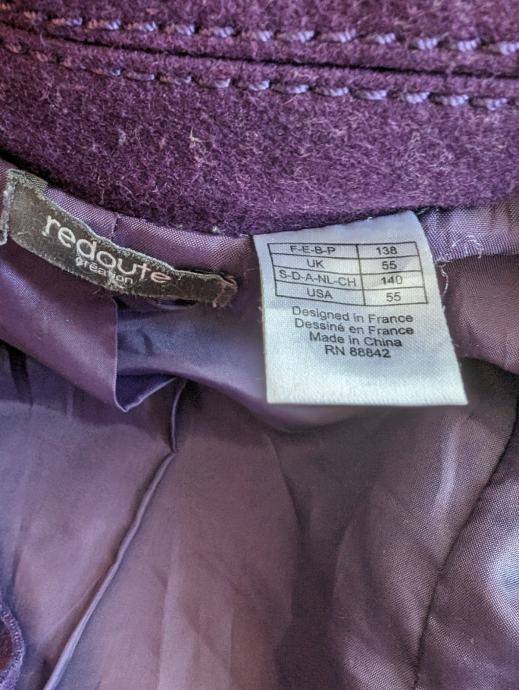 redoute
création
F-E-B-P 138
UK 55
S-D-A-NL-CH 140
USA 55
Designed in France
Dessiné en France
Made in China
RN 88842